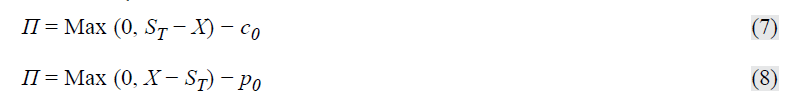 Π = Max (0, S_T − X) − c_0 (7)
Π = Max (0, X − S_T) − p_0 (8)